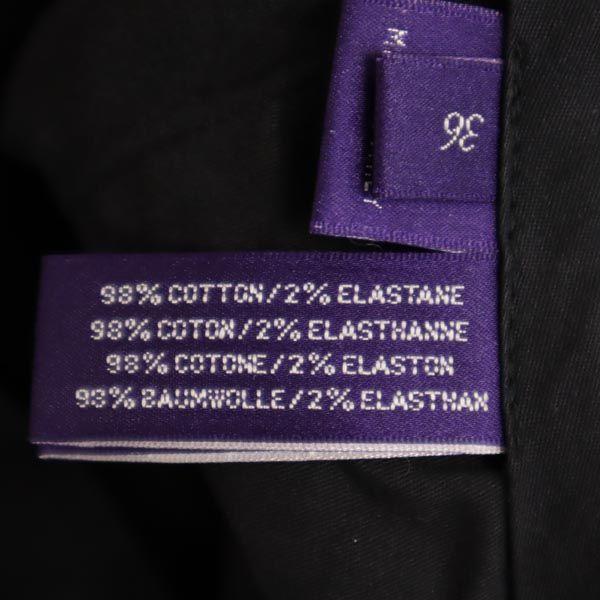 36
98% COTTON/2% ELASTANE
98% COTON/2% ELASTHANNE
98% COTONE/2% ELASTON
98% BAUMWOLLE/2% ELASTHAN